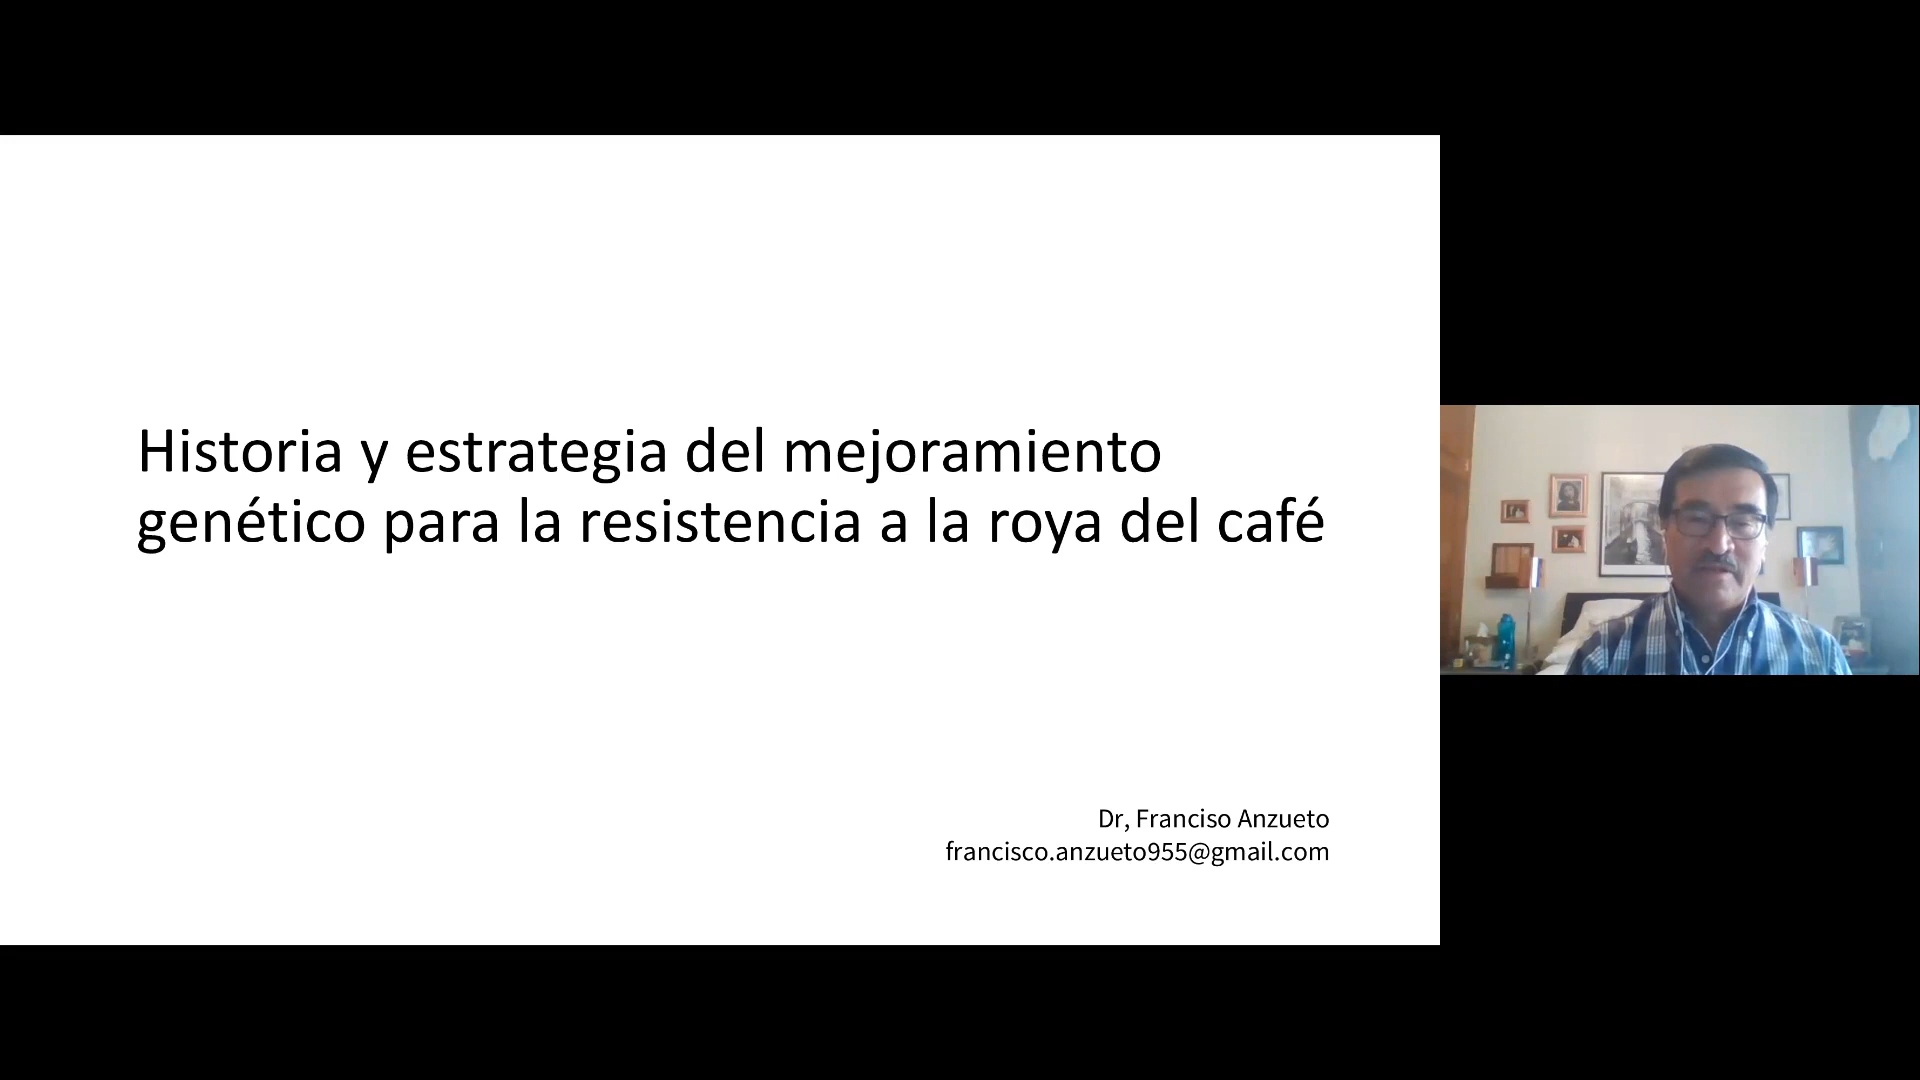 Historia y estrategia del mejoramiento
genético para la resistencia a la roya del café
Dr, Franciso Anzueto
francisco.anzueto955@gmail.com